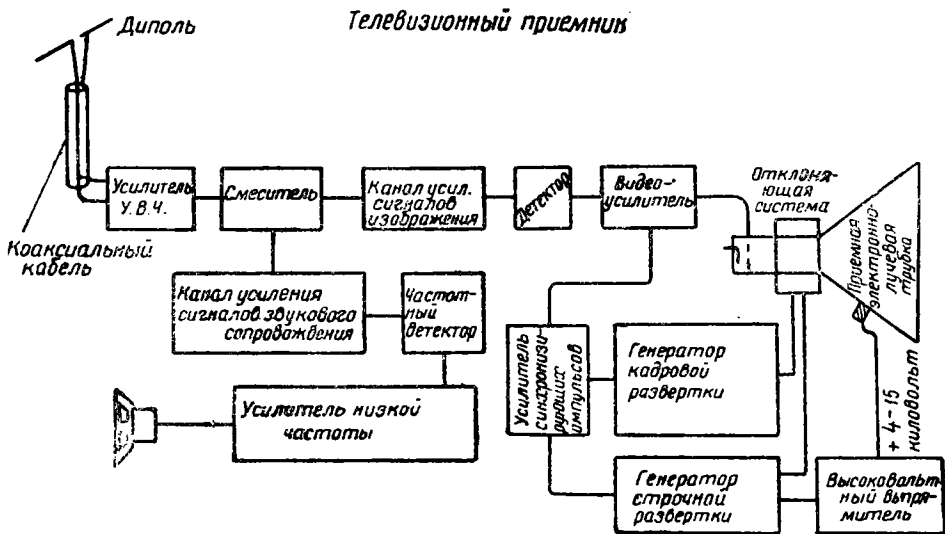 Телевизионный приемник
Диполь
Коаксиальный
кабель
Усилитель
У.В.Ч.
Смеситель
Канал усил.
сигналов
изображения
Детектор
Видео-
усилитель
Отклоня-
ющая
система
Приемная
электронно-
лучевая
трубка
Канал усиления
сигналов звукового
сопровождения
Частот-
ный
детектор
Усилитель низкой
частоты
Усилитель
синхронизи-
рующих
импульсов
Генератор
кадровой
развертки
Генератор
строчной
развертки
+ 4-15
киловольт
Высоковольт-
ный выпря-
митель